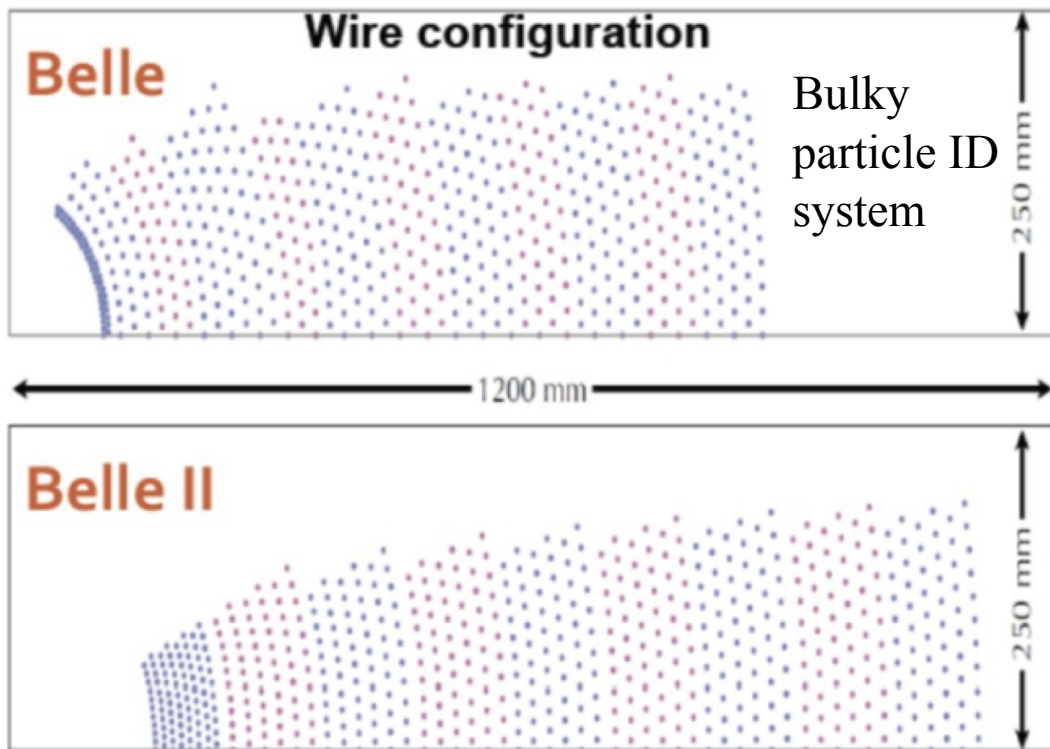 Wire configuration
Belle
Bulky
particle ID
system
250 mm
1200 mm
Belle II
250 mm